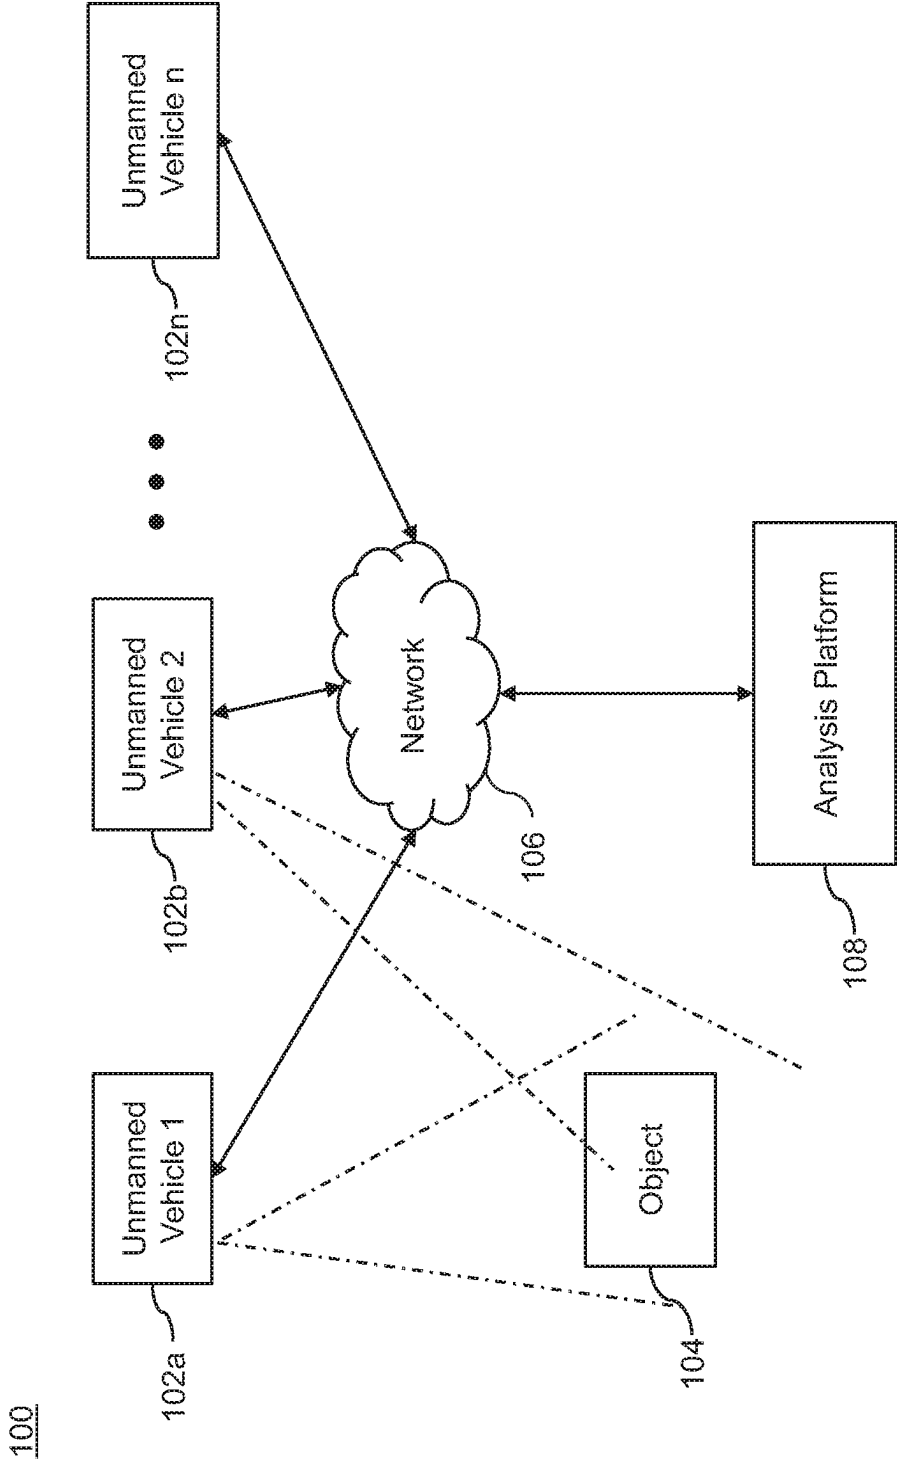 100
Unmanned
Vehicle 1
102a
Unmanned
Vehicle 2
102b
Unmanned
Vehicle n
102n
Network
106
Object
104
Analysis Platform
108